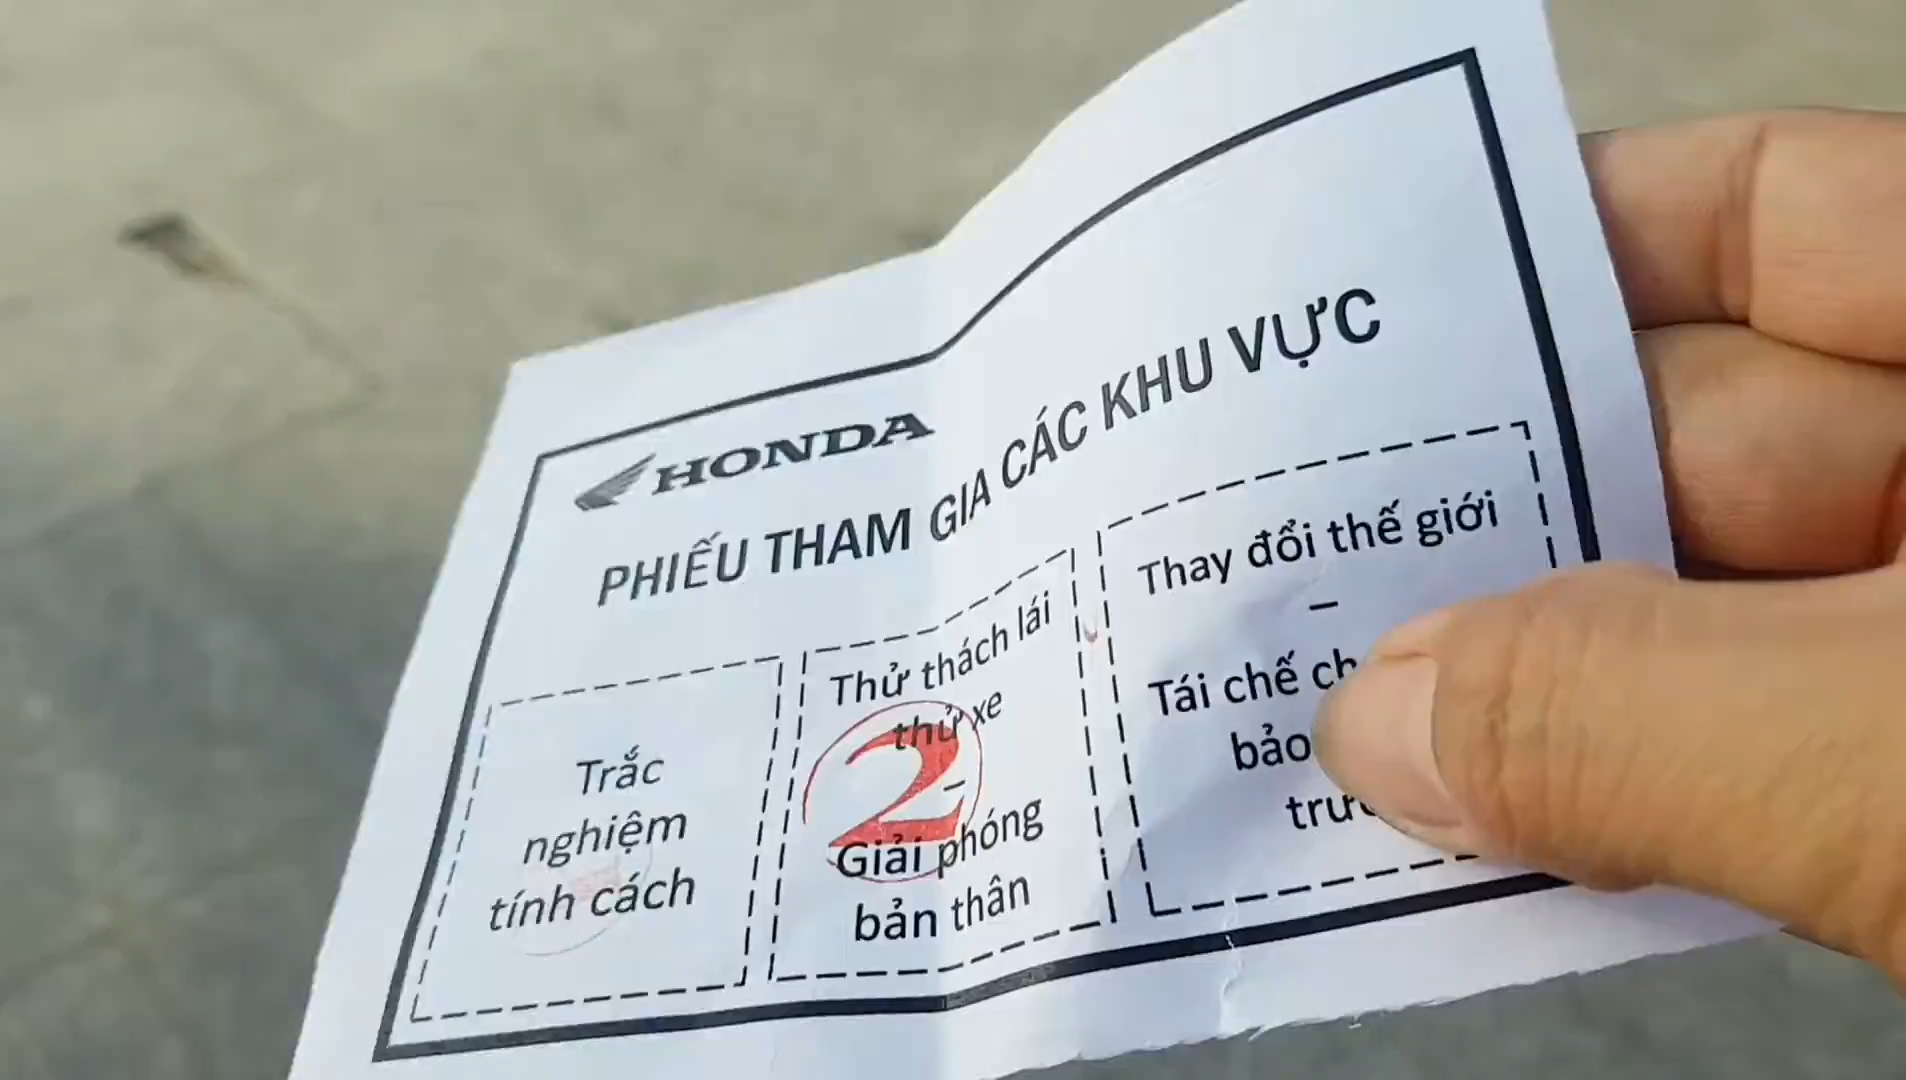 HONDA
PHIẾU THAM GIA CÁC KHU VỰC
Trắc
nghiệm
tính cách
Thử thách lái
thử xe
–
2
Giải phóng
bản thân
Thay đổi thế giới
–
Tái chế
bảo